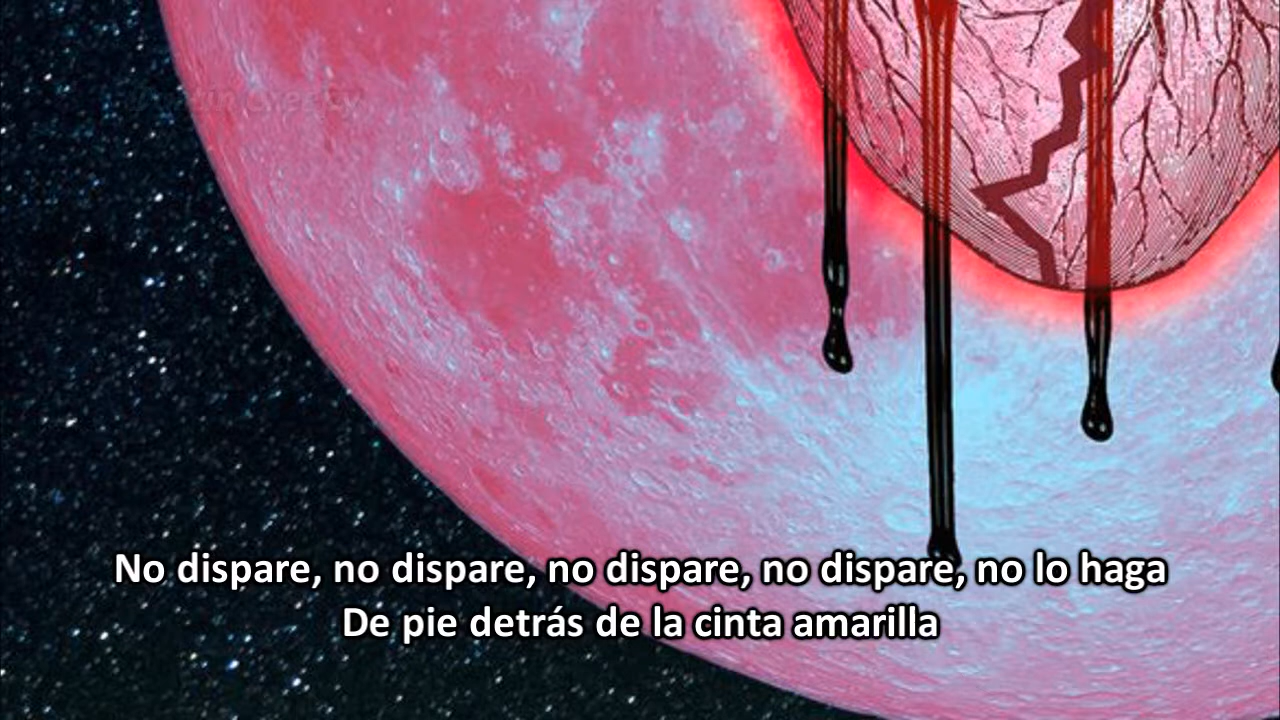 No dispare, no dispare, no dispare, no dispare, no lo haga
De pie detrás de la cinta amarilla